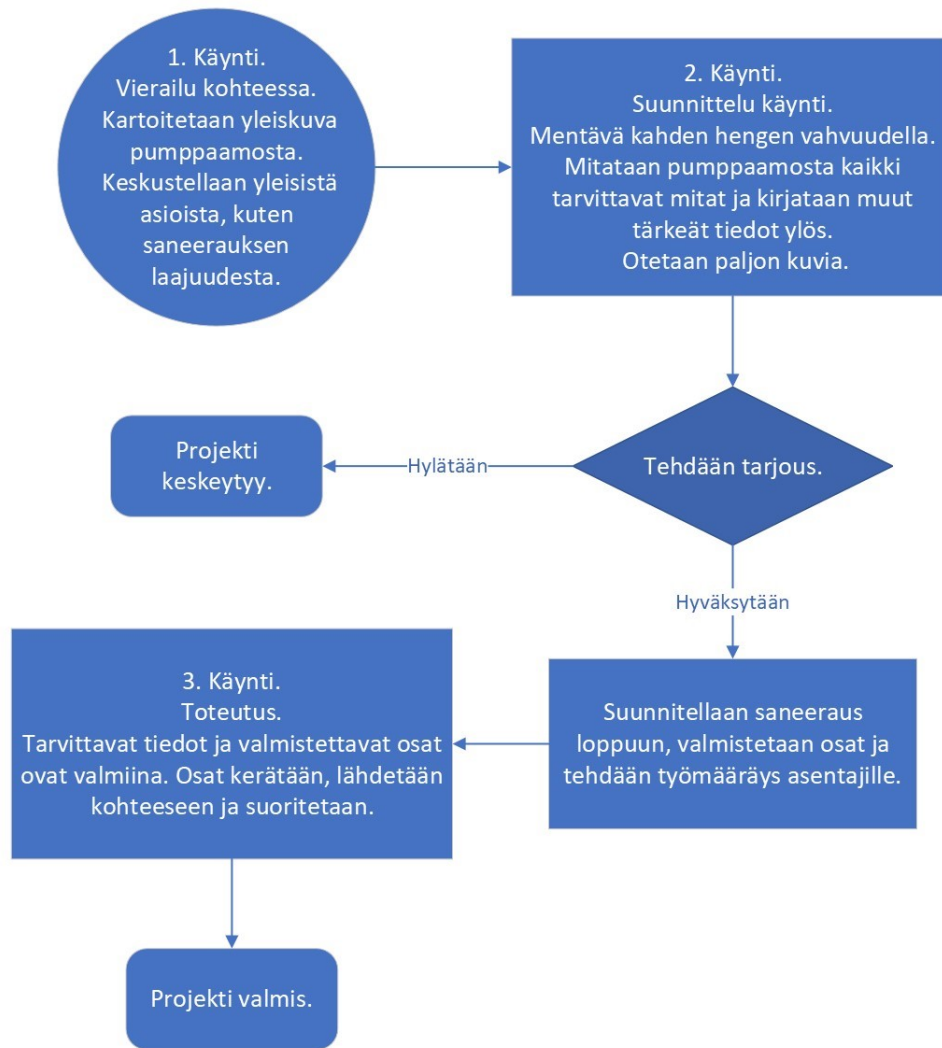 1. Käynti.
Vierailu kohteessa.
Kartoitetaan yleiskuva
pumppaamosta.
Keskustellaan yleisistä
asioista, kuten
saneerauksen
laajuudesta.
2. Käynti.
Suunnittelu käynti.
Mentävä kahden hengen vahvuudella.
Mitataan pumppaamosta kaikki
tarvittavat mitat ja kirjataan muut
tärkeät tiedot ylös.
Otetaan paljon kuvia.
Tehdään tarjous.
Hylätään
Projekti
keskeytyy.
Hyväksytään
Suunnitellaan saneeraus
loppuun, valmistetaan osat ja
tehdään työmääräys asentajille.
3. Käynti.
Toteutus.
Tarvittavat tiedot ja valmistettavat osat
ovat valmiina. Osat kerätään, lähdetään
kohteeseen ja suoritetaan.
Projekti valmis.